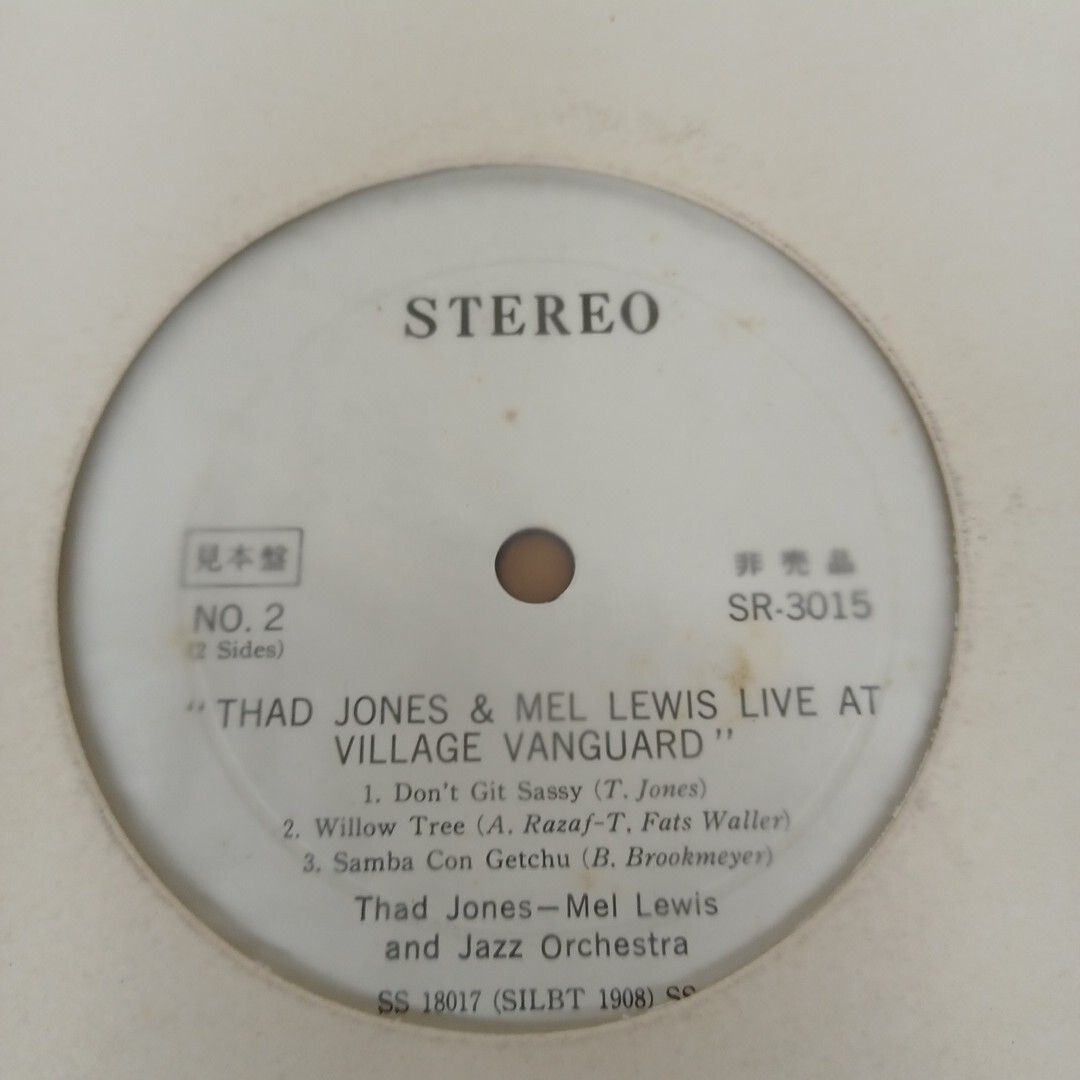 STEREO
見本盤
非売品
NO. 2
SR-3015
(2 Sides)
"THAD JONES & MEL LEWIS LIVE AT
VILLAGE VANGUARD"
1. Don't Git Sassy (T. Jones)
2. Willow Tree (A. Razaf-T. Fats Waller)
3. Samba Con Getchu (B. Brookmeyer)
Thad Jones—Mel Lewis
and Jazz Orchestra
SS 18017 (SILBT 1908) SS